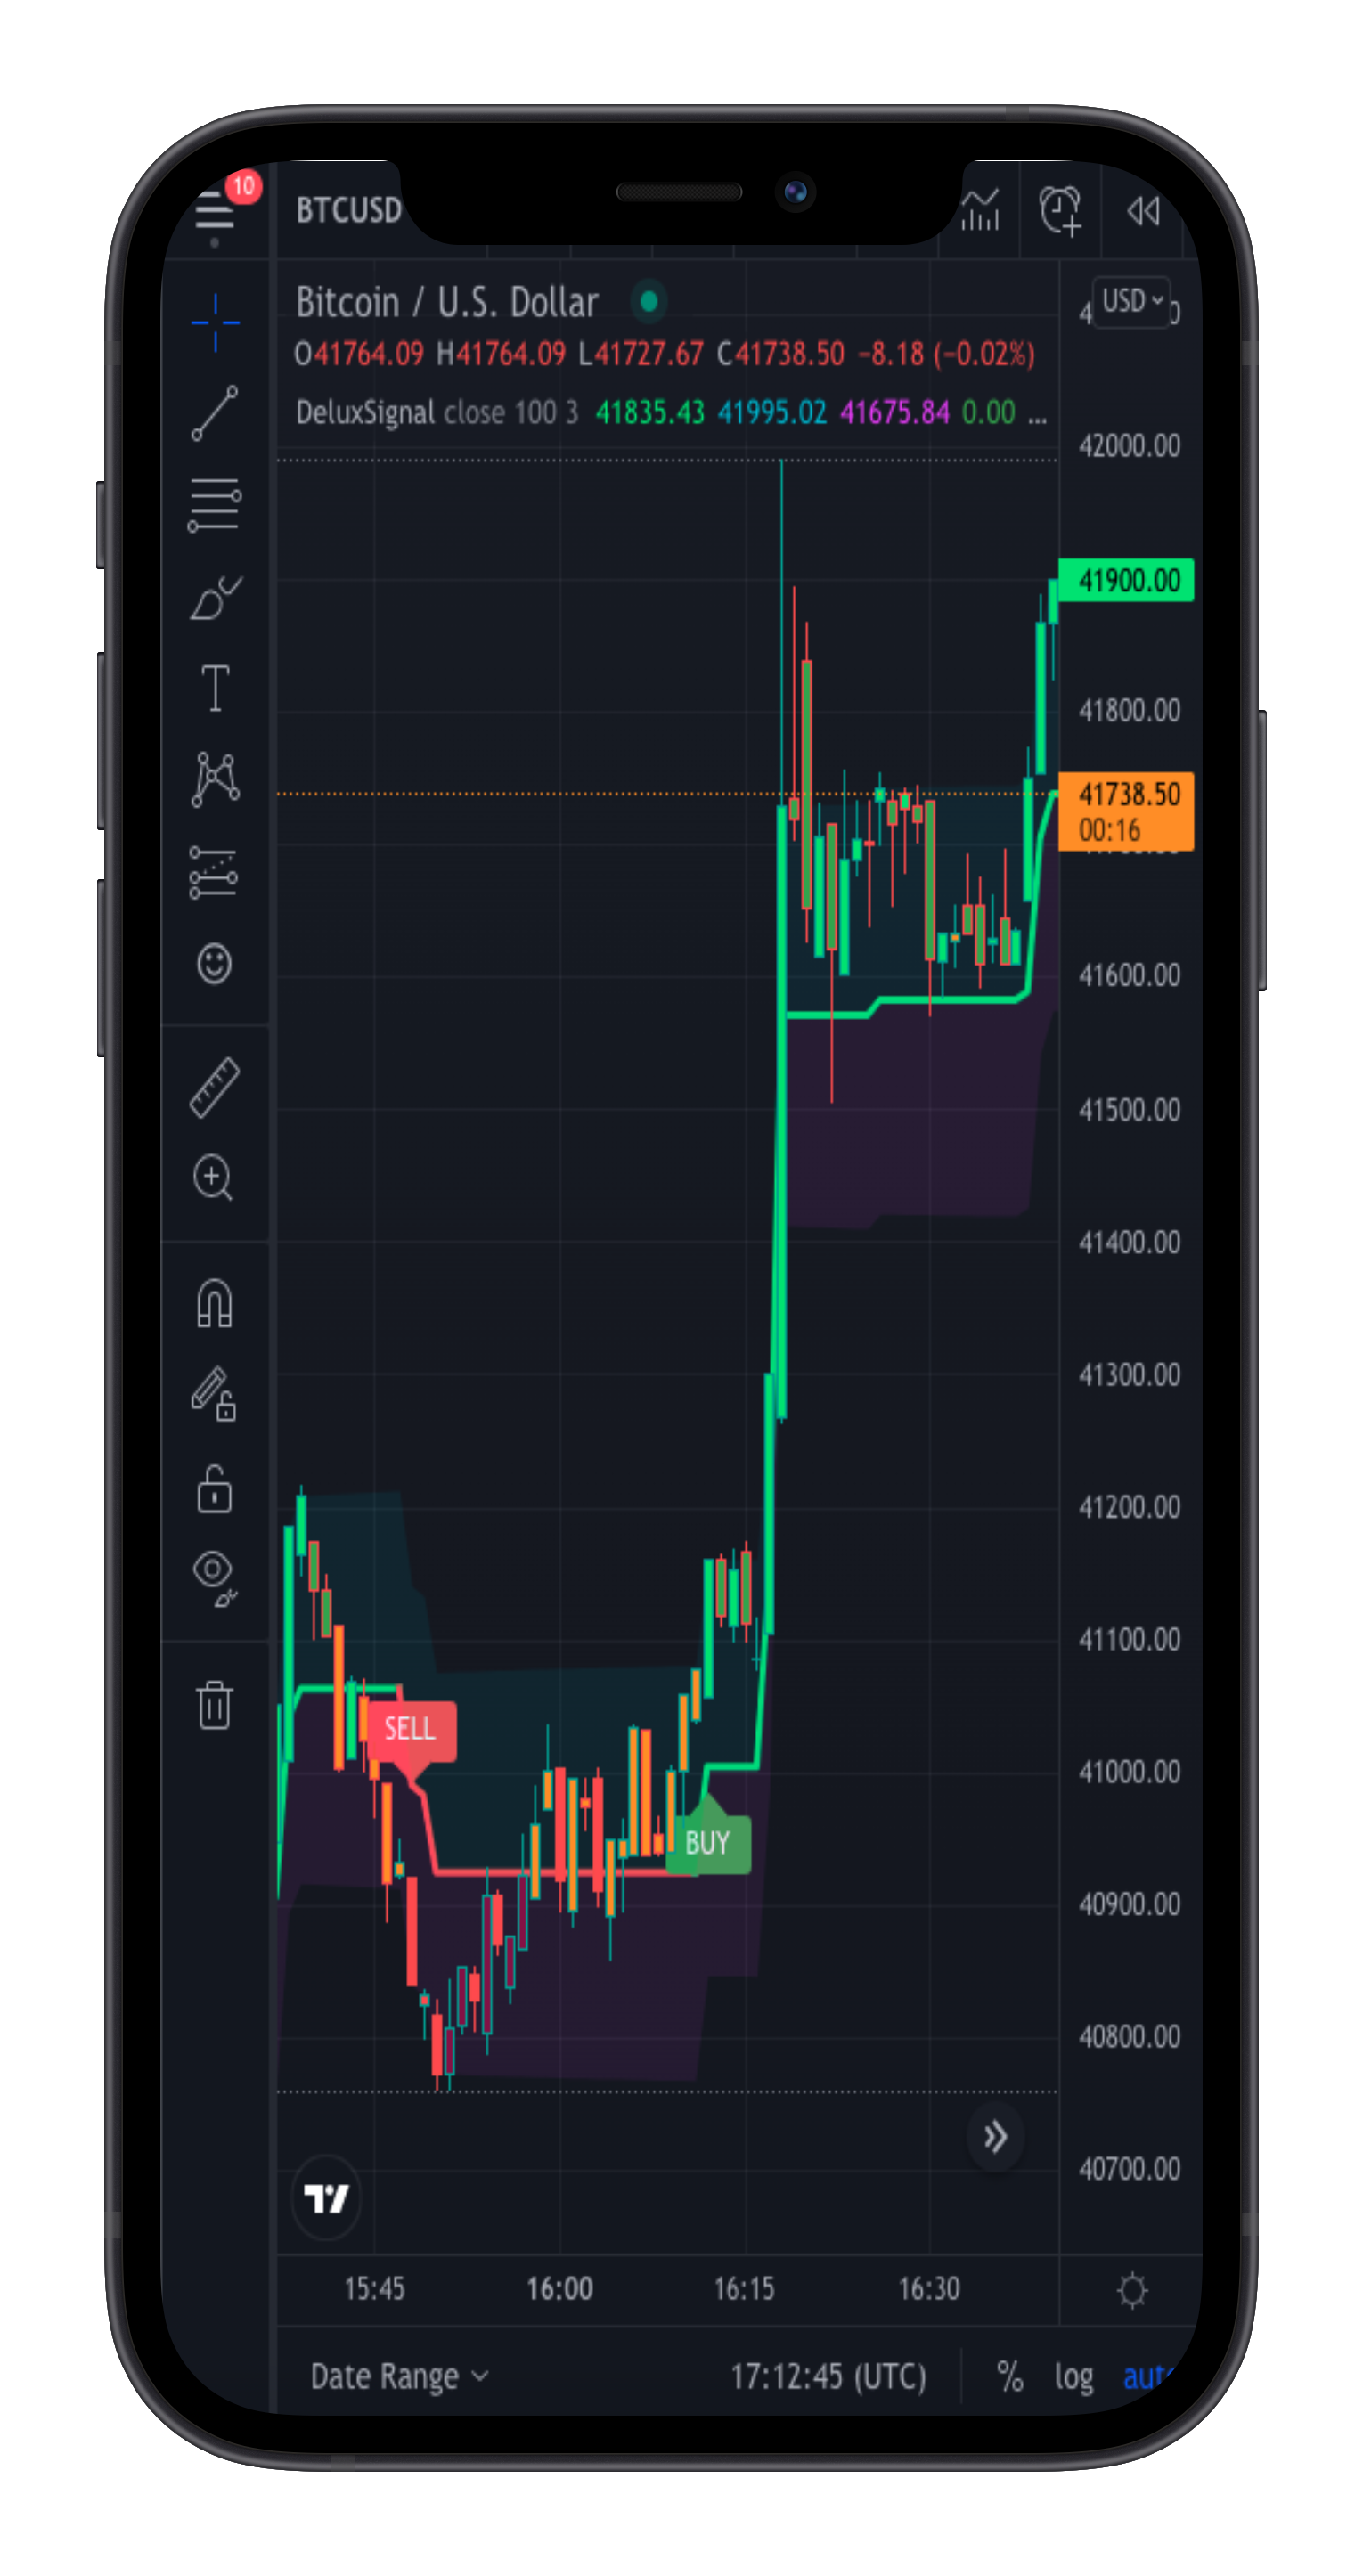 10
BTCUSD
Bitcoin / U.S. Dollar
USD
O41764.09 H41764.09 L41727.67 C41738.50 −8.18 (−0.02%)
DeluxSignal close 100 3 41835.43 41995.02 41675.84 0.00 ...
42000.00
41900.00
41800.00
41738.50
00:16
41600.00
41500.00
41400.00
41300.00
41200.00
41100.00
SELL
41000.00
BUY
40900.00
40800.00
40700.00
15:45 16:00 16:15 16:30
Date Range 17:12:45 (UTC) % log